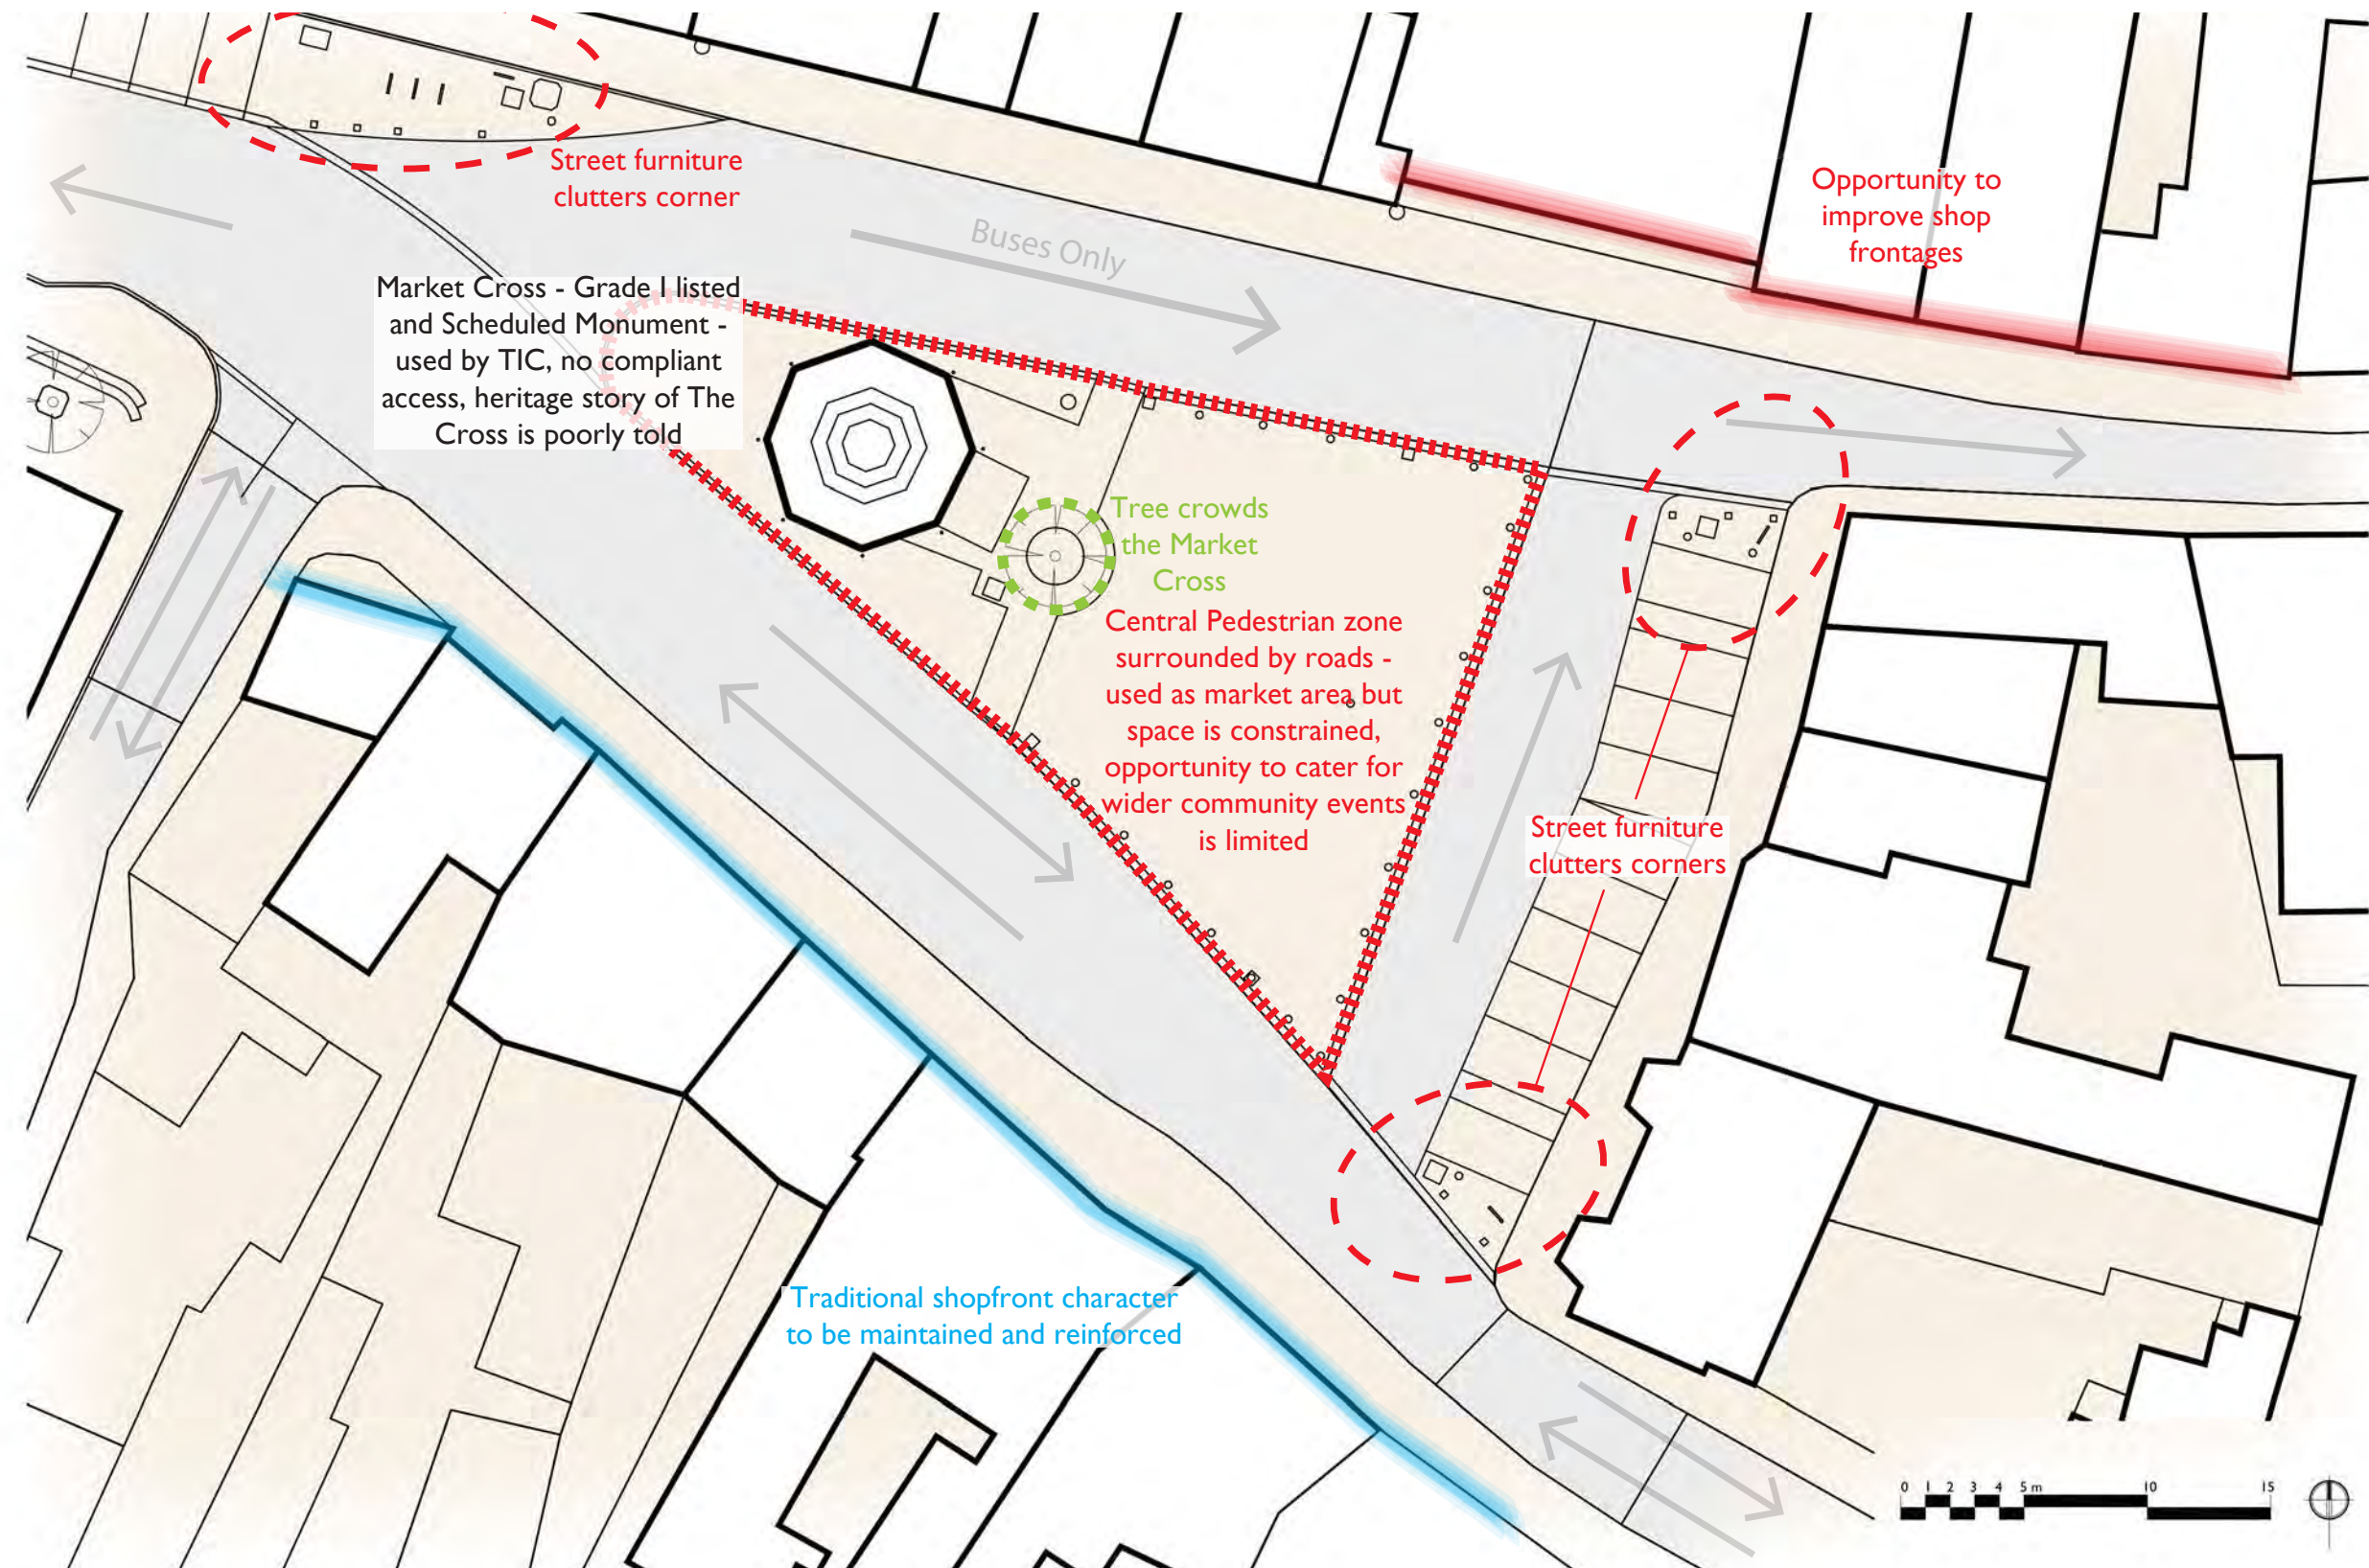 Street furniture
clutters corner
Buses Only
Opportunity to
improve shop
frontages
Market Cross - Grade I listed
and Scheduled Monument -
used by TIC, no compliant
access, heritage story of The
Cross is poorly told
Tree crowds
the Market
Cross
Central Pedestrian zone
surrounded by roads -
used as market area but
space is constrained,
opportunity to cater for
wider community events
is limited
Street furniture
clutters corners
Traditional shopfront character
to be maintained and reinforced
0 1 2 3 4 5 m 10 15